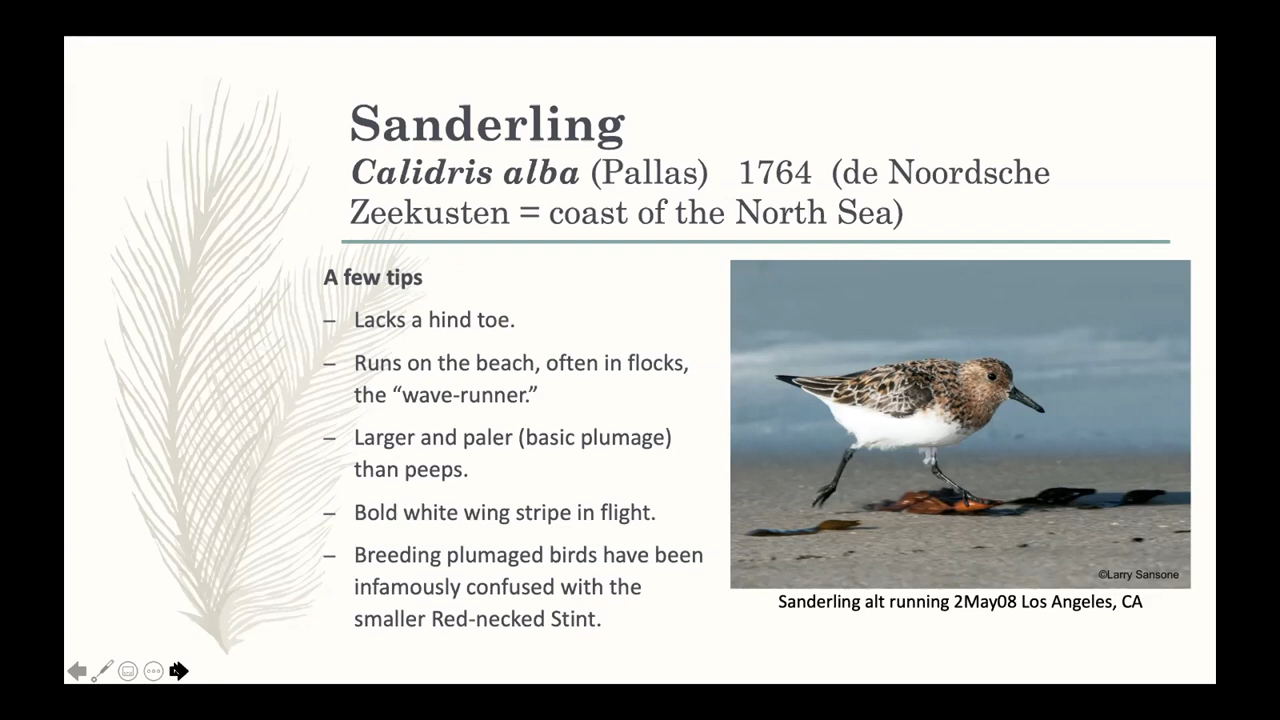 Sanderling
Calidris alba (Pallas) 1764 (de Noordsche
Zeekusten = coast of the North Sea)
A few tips
– Lacks a hind toe.
– Runs on the beach, often in flocks,
the “wave-runner.”
– Larger and paler (basic plumage)
than peeps.
– Bold white wing stripe in flight.
– Breeding plumaged birds have been
infamously confused with the
smaller Red-necked Stint.
©Larry Sansone
Sanderling alt running 2May08 Los Angeles, CA